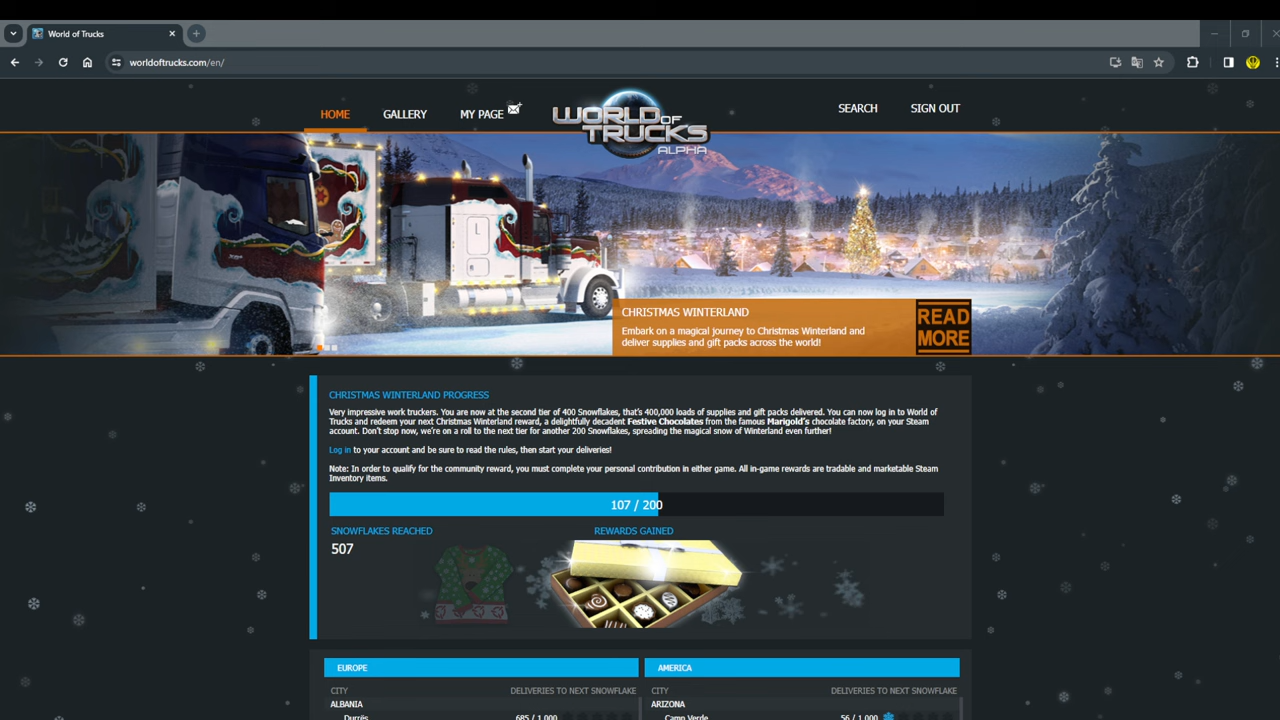 World of Trucks
worldoftrucks.com/en/
HOME
GALLERY
MY PAGE
WORLD OF
TRUCKS
ALPHA
SEARCH
SIGN OUT
CHRISTMAS WINTERLAND
Embark on a magical journey to Christmas Winterland and
deliver supplies and gift packs across the world!
READ
MORE
CHRISTMAS WINTERLAND PROGRESS
Very impressive work truckers. You are now at the second tier of 400 Snowflakes, that's 400,000 loads of supplies and gift packs delivered. You can now log in to World of
Trucks and redeem your next Christmas Winterland reward, a delightfully decadent Festive Chocolates from the famous Marigold's chocolate factory, on your Steam
account. Don't stop now, we're on a roll to the next tier for another 200 Snowflakes, spreading the magical snow of Winterland even further!
Log in to your account and be sure to read the rules, then start your deliveries!
Note: In order to qualify for the community reward, you must complete your personal contribution in either game. All in-game rewards are tradable and marketable Steam
Inventory items.
107 / 200
SNOWFLAKES REACHED
REWARDS GAINED
507
EUROPE
AMERICA
CITY
DELIVERIES TO NEXT SNOWFLAKE
CITY
DELIVERIES TO NEXT SNOWFLAKE
ALBANIA
ARIZONA
Durrës
685 / 1,000
Camp Verde
56 / 1,000